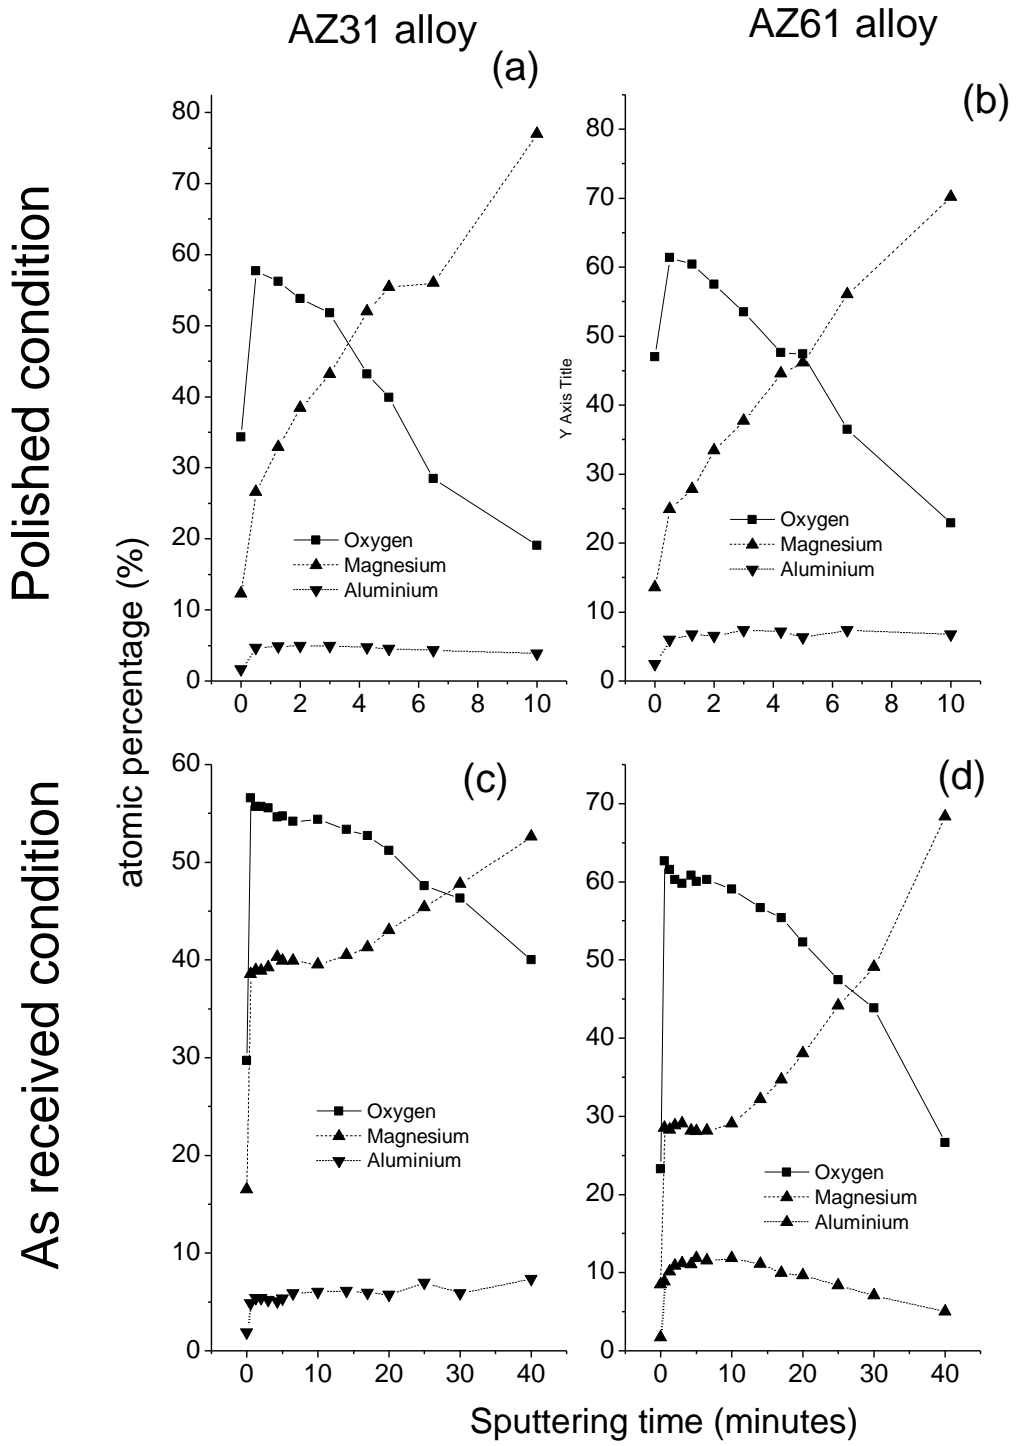 AZ31 alloy
AZ61 alloy
Polished condition
As received condition
atomic percentage (%)
(a)
80
70
60
50
40
30
20
10
0
Oxygen
Magnesium
Aluminium
0 2 4 6 8 10
(b)
Y Axis Title
80
70
60
50
40
30
20
10
0
Oxygen
Magnesium
Aluminium
0 2 4 6 8 10
(c)
60
50
40
30
20
10
0
Oxygen
Magnesium
Aluminium
0 10 20 30 40
(d)
70
60
50
40
30
20
10
0
Oxygen
Magnesium
Aluminium
0 10 20 30 40
Sputtering time (minutes)